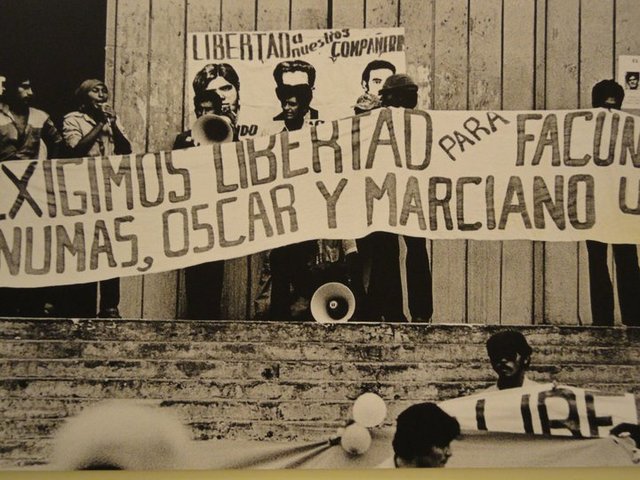 LIBERTAD a nuestros COMPAÑEROS
EXIGIMOS LIBERTAD PARA FACUN
NUMAS, OSCAR Y MARCIANO U
LIBE